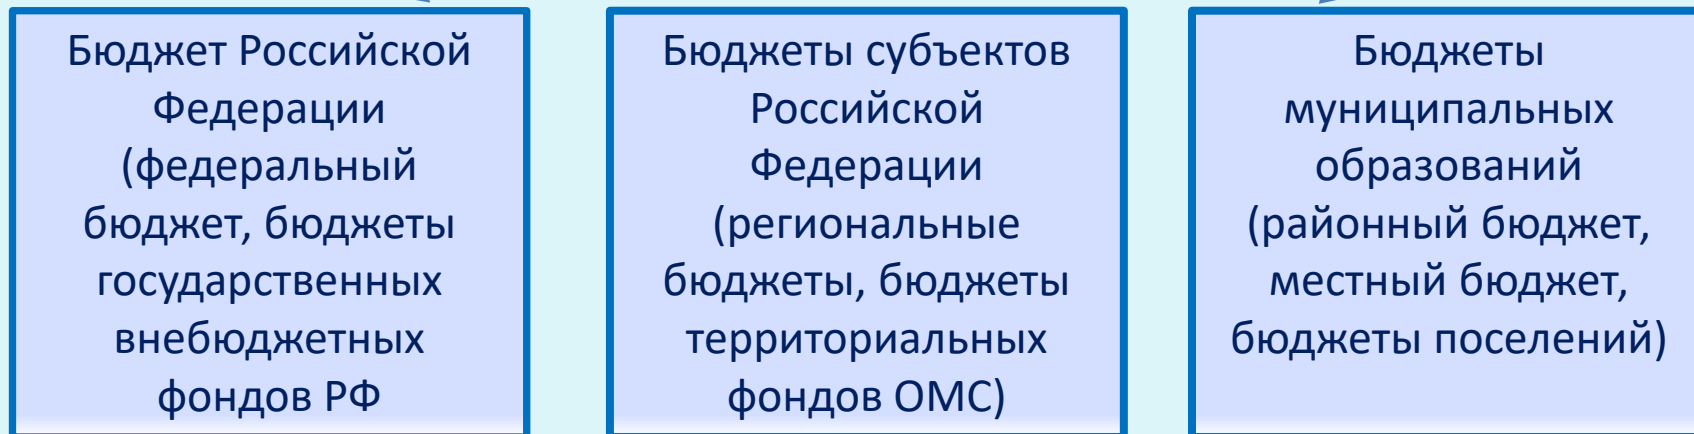 Бюджет Российской
Федерации
(федеральный
бюджет, бюджеты
государственных
внебюджетных
фондов РФ
Бюджеты субъектов
Российской
Федерации
(региональные
бюджеты, бюджеты
территориальных
фондов ОМС)
Бюджеты
муниципальных
образований
(районный бюджет,
местный бюджет,
бюджеты поселений)